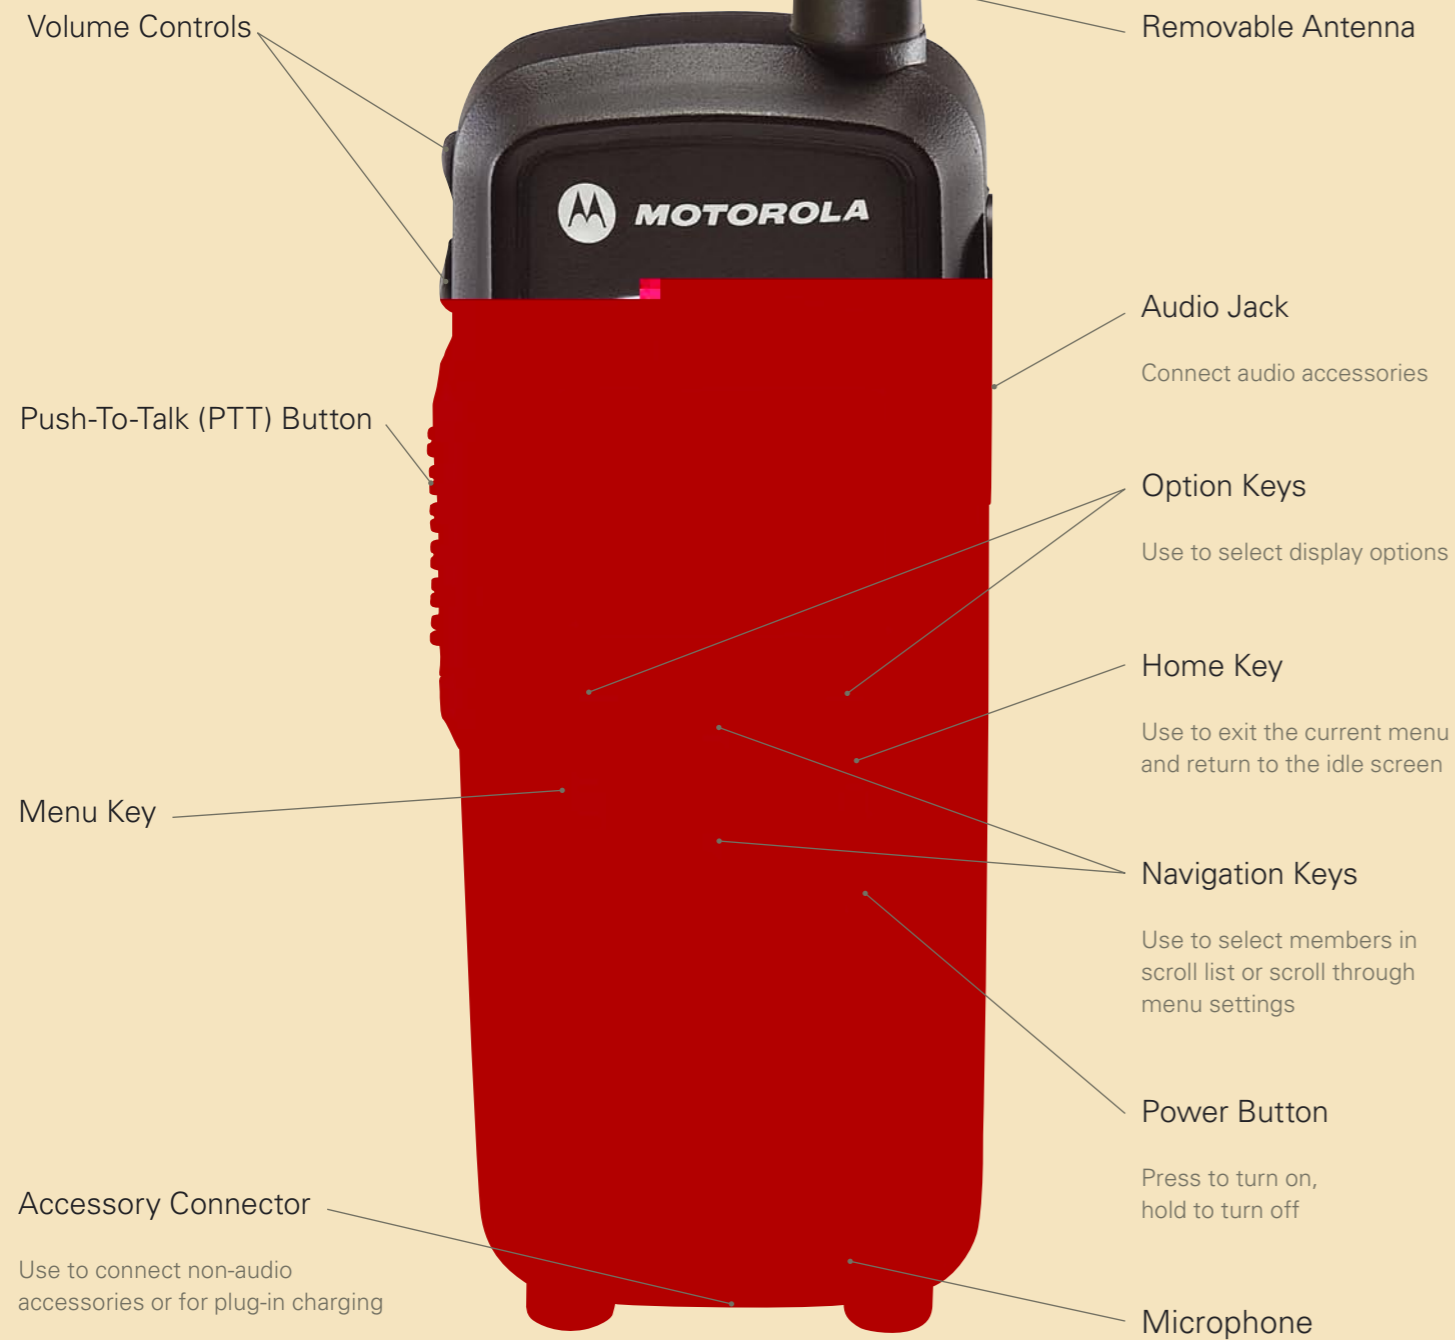 Volume Controls
Removable Antenna
MOTOROLA
Audio Jack
Connect audio accessories
Push-To-Talk (PTT) Button
Option Keys
Use to select display options
Home Key
Use to exit the current menu
and return to the idle screen
Menu Key
Navigation Keys
Use to select members in
scroll list or scroll through
menu settings
Power Button
Press to turn on,
hold to turn off
Accessory Connector
Use to connect non-audio
accessories or for plug-in charging
Microphone